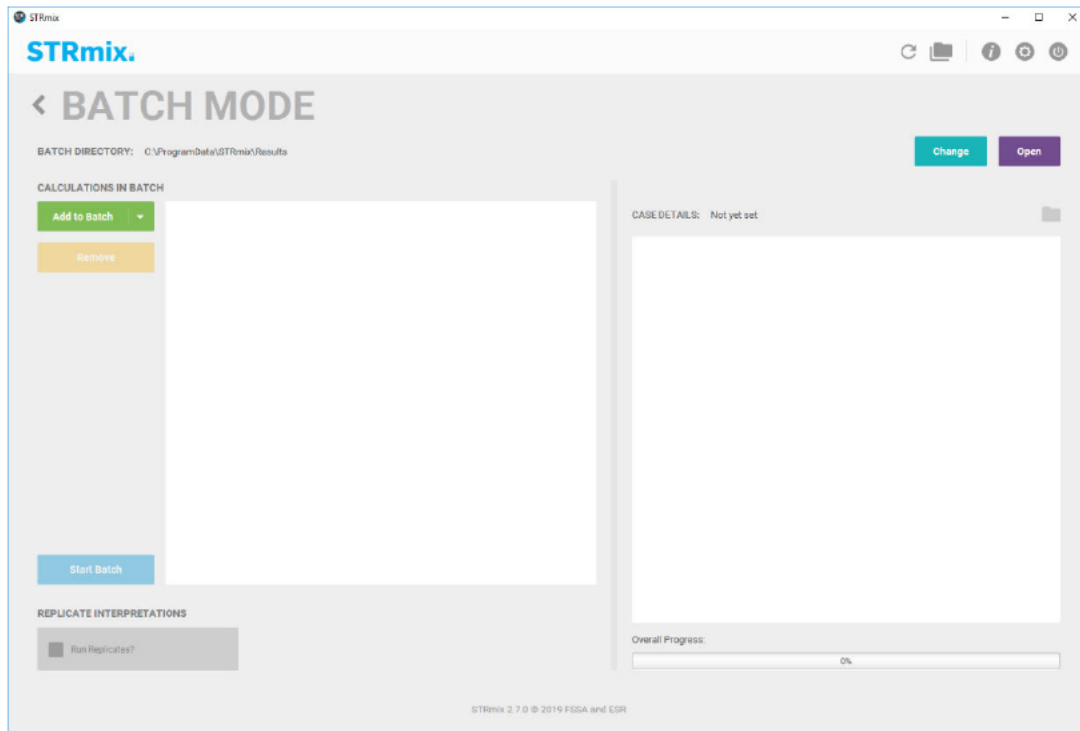 STRmix
STRmix
BATCH MODE
BATCH DIRECTORY: C:\ProgramData\STRmix\Results
Change
Open
CALCULATIONS IN BATCH
Add to Batch
CASE DETAILS: Not yet set
Remove
Start Batch
REPLICATE INTERPRETATIONS
Run Replicates?
Overall Progress:
0%
STRmix 2.7.0 © 2019 FSSA and ESR